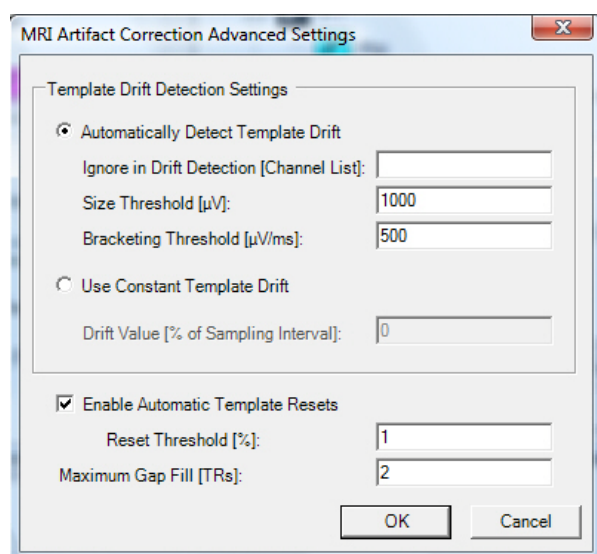 MRI Artifact Correction Advanced Settings
Template Drift Detection Settings
Automatically Detect Template Drift
Ignore in Drift Detection [Channel List]:
Size Threshold [µV]: 1000
Bracketing Threshold [µV/ms]: 500
Use Constant Template Drift
Drift Value [% of Sampling Interval]: 0
Enable Automatic Template Resets
Reset Threshold [%]: 1
Maximum Gap Fill [TRs]: 2
OK Cancel